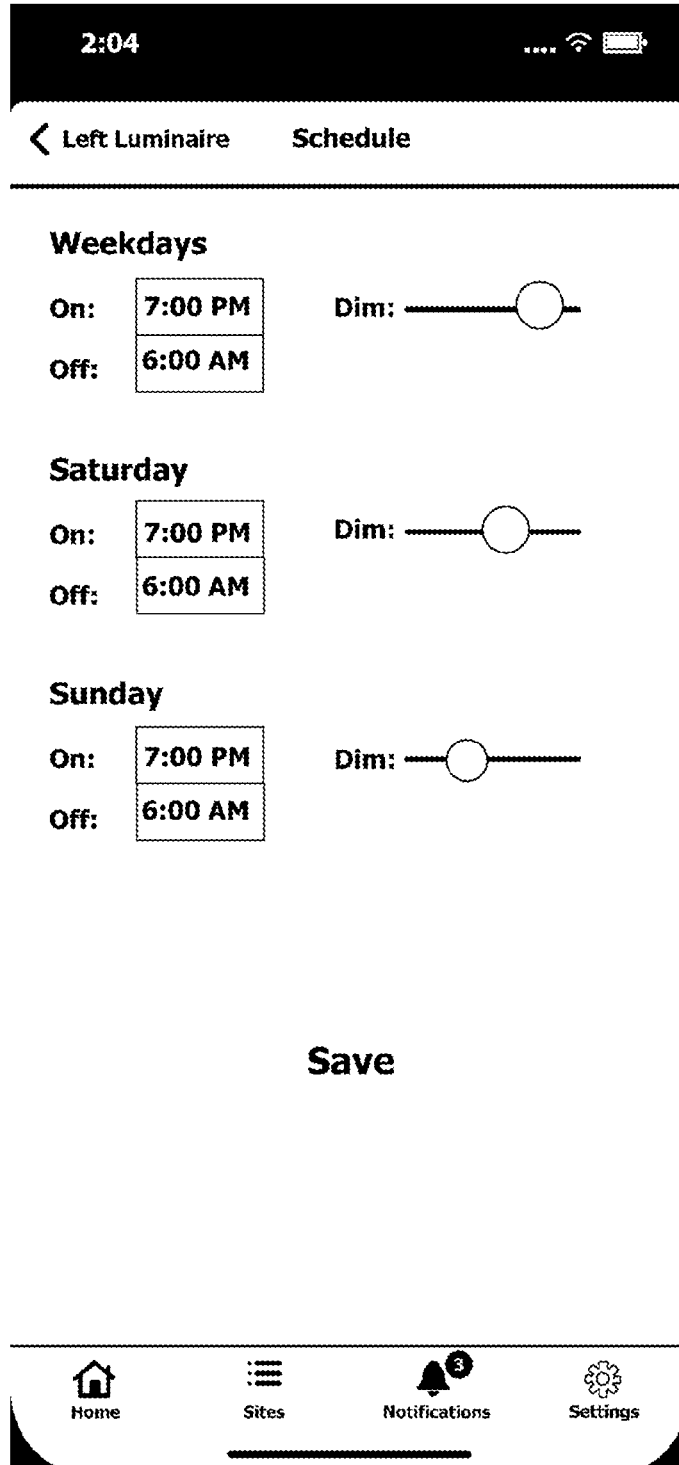 2:04
Left Luminaire Schedule
Weekdays
On: 7:00 PM Dim:
Off: 6:00 AM
Saturday
On: 7:00 PM Dim:
Off: 6:00 AM
Sunday
On: 7:00 PM Dim:
Off: 6:00 AM
Save
3
Home Sites Notifications Settings